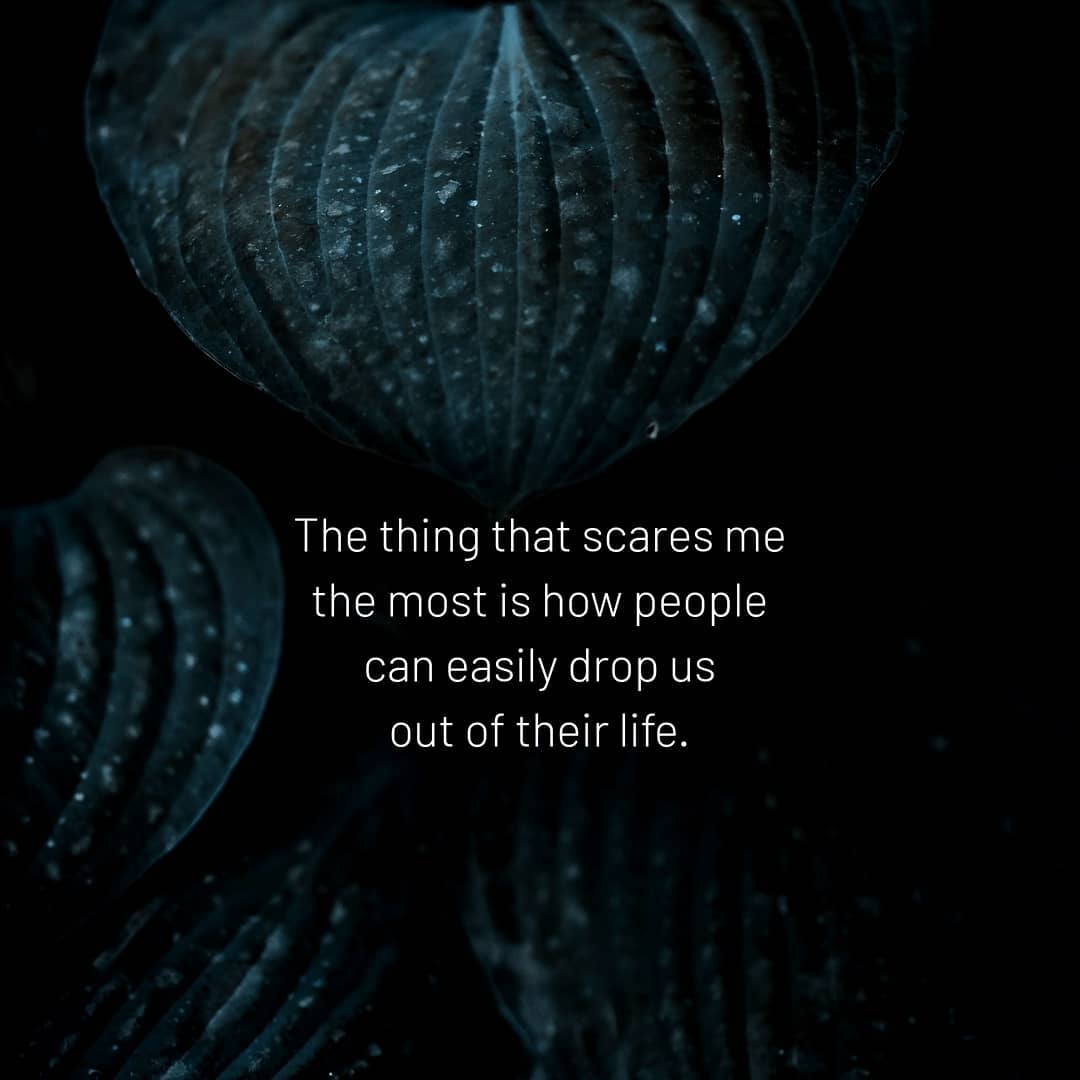 The thing that scares me
the most is how people
can easily drop us
out of their life.